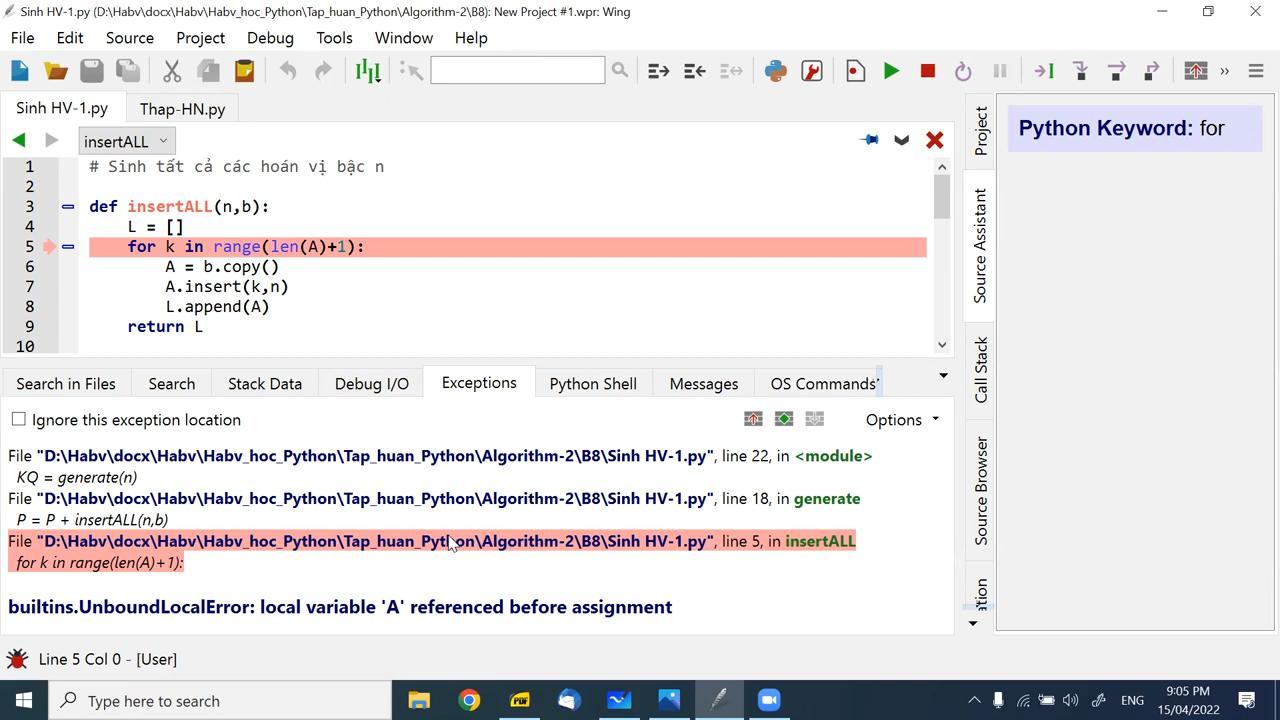 Sinh HV-1.py (D:\Habv\docx\Habv\Habv_hoc_Python\Tap_huan_Python\Algorithm-2\B8): New Project #1.wpr: Wing
File Edit Source Project Debug Tools Window Help
Sinh HV-1.py Thap-HN.py
insertALL
1 # Sinh tất cả các hoán vị bậc n
2
3 def insertALL(n,b):
4 L = []
5 for k in range(len(A)+1):
6 A = b.copy()
7 A.insert(k,n)
8 L.append(A)
9 return L
10
Search in Files Search Stack Data Debug I/O Exceptions Python Shell Messages OS Commands
Ignore this exception location Options
File "D:\Habv\docx\Habv\Habv_hoc_Python\Tap_huan_Python\Algorithm-2\B8\Sinh HV-1.py", line 22, in <module>
KQ = generate(n)
File "D:\Habv\docx\Habv\Habv_hoc_Python\Tap_huan_Python\Algorithm-2\B8\Sinh HV-1.py", line 18, in generate
P = P + insertALL(n,b)
File "D:\Habv\docx\Habv\Habv_hoc_Python\Tap_huan_Python\Algorithm-2\B8\Sinh HV-1.py", line 5, in insertALL
for k in range(len(A)+1):
builtins.UnboundLocalError: local variable 'A' referenced before assignment
Project
Source Assistant
Call Stack
Source Browser
Python Keyword: for
Line 5 Col 0 - [User]
Type here to search
PDF
ENG
9:05 PM
15/04/2022